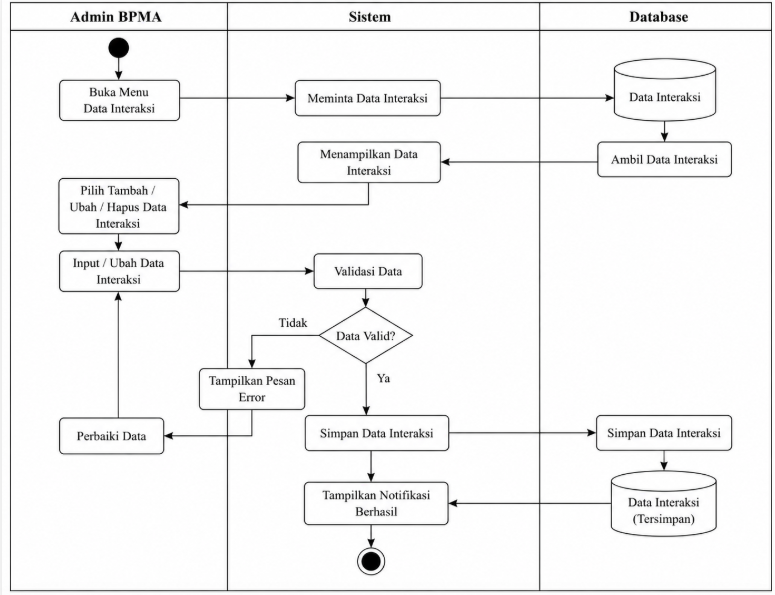 Admin BPMA
Sistem
Database
Buka Menu
Data Interaksi
Meminta Data Interaksi
Data Interaksi
Menampilkan Data
Interaksi
Ambil Data Interaksi
Pilih Tambah /
Ubah / Hapus Data
Interaksi
Input / Ubah Data
Interaksi
Validasi Data
Tidak
Data Valid?
Tampilkan Pesan
Error
Ya
Perbaiki Data
Simpan Data Interaksi
Simpan Data Interaksi
Tampilkan Notifikasi
Berhasil
Data Interaksi
(Tersimpan)